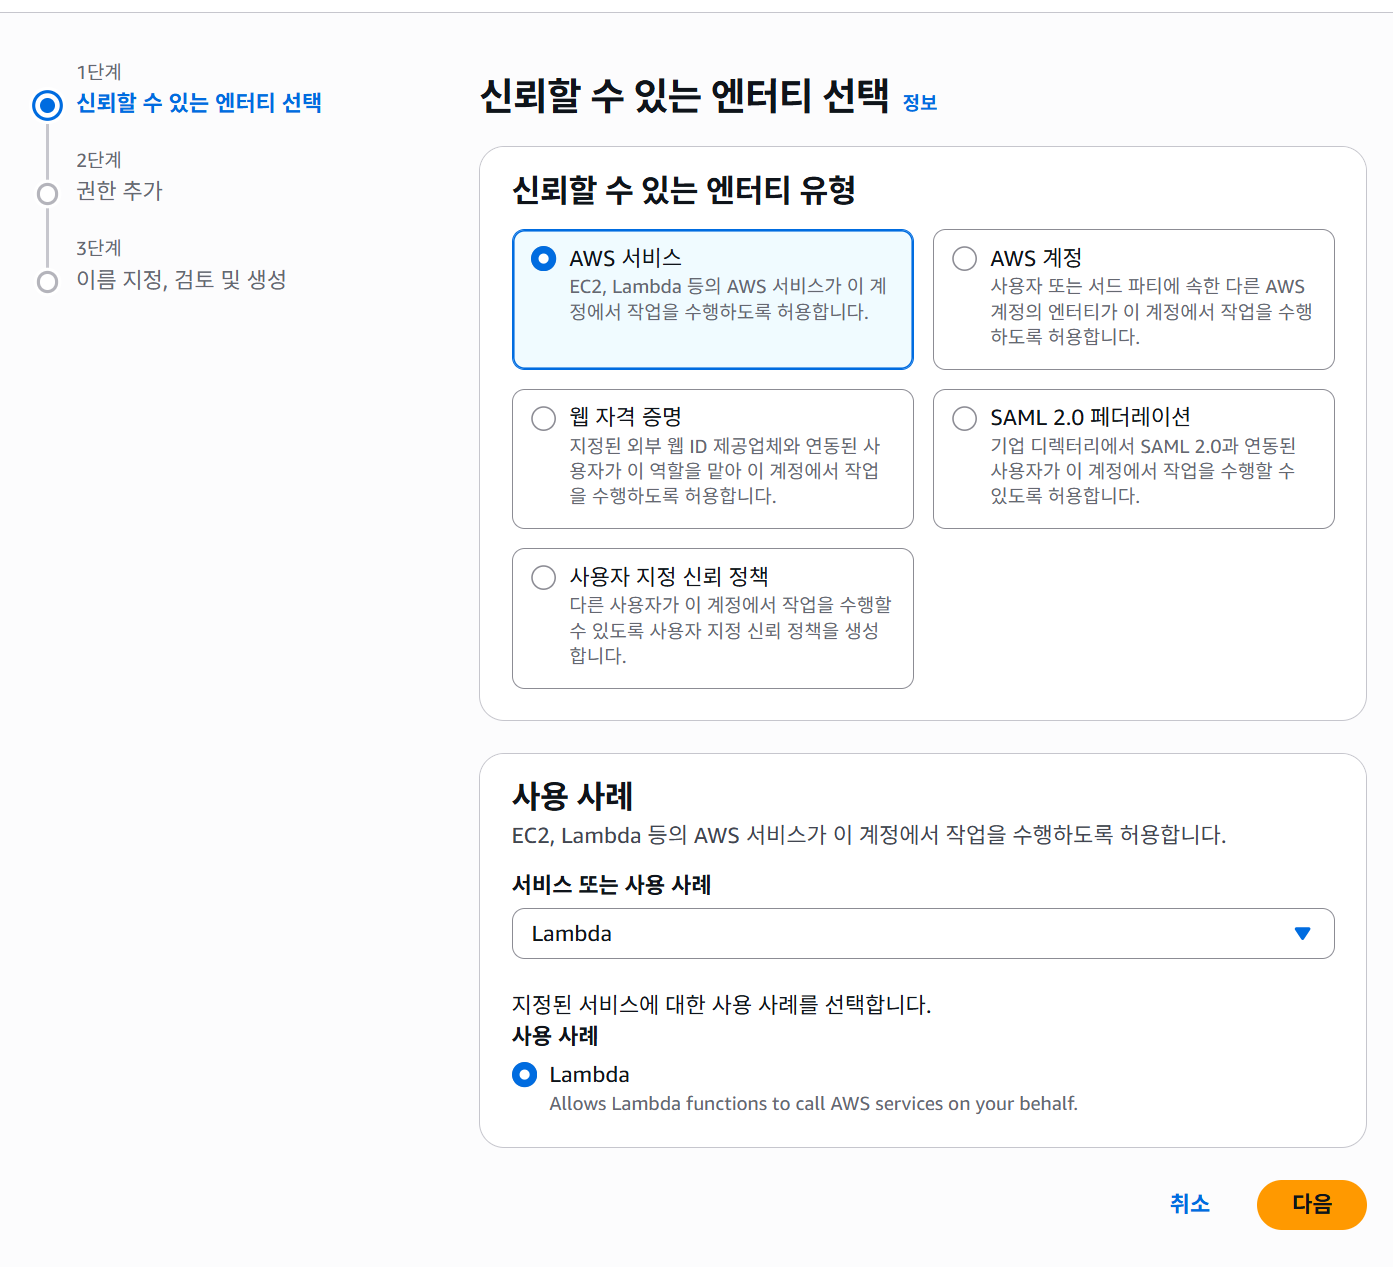 1단계
신뢰할 수 있는 엔터티 선택
2단계
권한 추가
3단계
이름 지정, 검토 및 생성
신뢰할 수 있는 엔터티 선택 정보
신뢰할 수 있는 엔터티 유형
AWS 서비스
EC2, Lambda 등의 AWS 서비스가 이 계
정에서 작업을 수행하도록 허용합니다.
AWS 계정
사용자 또는 서드 파티에 속한 다른 AWS
계정의 엔터티가 이 계정에서 작업을 수행
하도록 허용합니다.
웹 자격 증명
지정된 외부 웹 ID 제공업체와 연동된 사
용자가 이 역할을 맡아 이 계정에서 작업
을 수행하도록 허용합니다.
SAML 2.0 페더레이션
기업 디렉터리에서 SAML 2.0과 연동된
사용자가 이 계정에서 작업을 수행할 수
있도록 허용합니다.
사용자 지정 신뢰 정책
다른 사용자가 이 계정에서 작업을 수행할
수 있도록 사용자 지정 신뢰 정책을 생성
합니다.
사용 사례
EC2, Lambda 등의 AWS 서비스가 이 계정에서 작업을 수행하도록 허용합니다.
서비스 또는 사용 사례
Lambda
지정된 서비스에 대한 사용 사례를 선택합니다.
사용 사례
Lambda
Allows Lambda functions to call AWS services on your behalf.
취소
다음